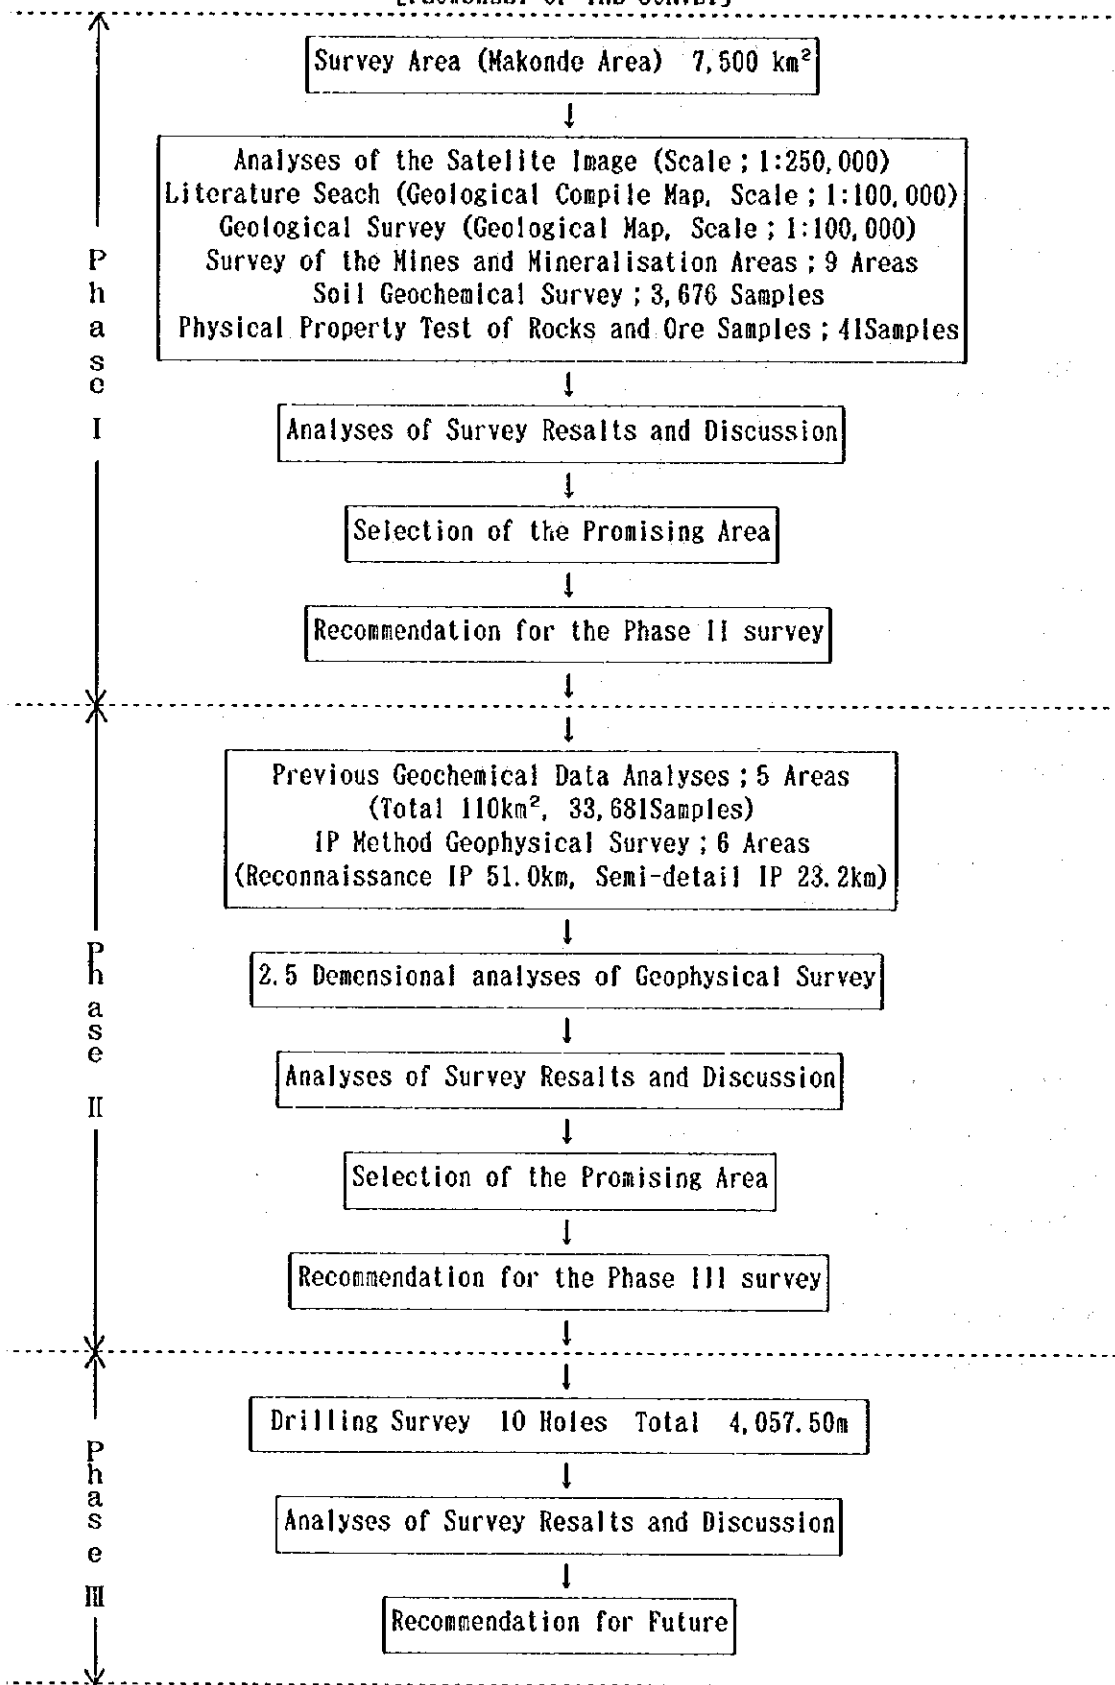 Survey Area (Makonde Area) 7,500 km²
Analyses of the Satelite Image (Scale ; 1:250,000)
Literature Seach (Geological Compile Map, Scale ; 1:100,000)
Geological Survey (Geological Map, Scale ; 1:100,000)
Survey of the Mines and Mineralisation Areas ; 9 Areas
Soil Geochemical Survey ; 3,676 Samples
Physical Property Test of Rocks and Ore Samples ; 41Samples
Phase I
Analyses of Survey Resalts and Discussion
Selection of the Promising Area
Recommendation for the Phase II survey
Previous Geochemical Data Analyses ; 5 Areas
(Total 110km², 33,681Samples)
IP Method Geophysical Survey ; 6 Areas
(Reconnaissance IP 51.0km, Semi-detail IP 23.2km)
Phase II
2.5 Demensional analyses of Geophysical Survey
Analyses of Survey Resalts and Discussion
Selection of the Promising Area
Recommendation for the Phase III survey
Drilling Survey 10 Holes Total 4,057.50m
Phase III
Analyses of Survey Resalts and Discussion
Recommendation for Future